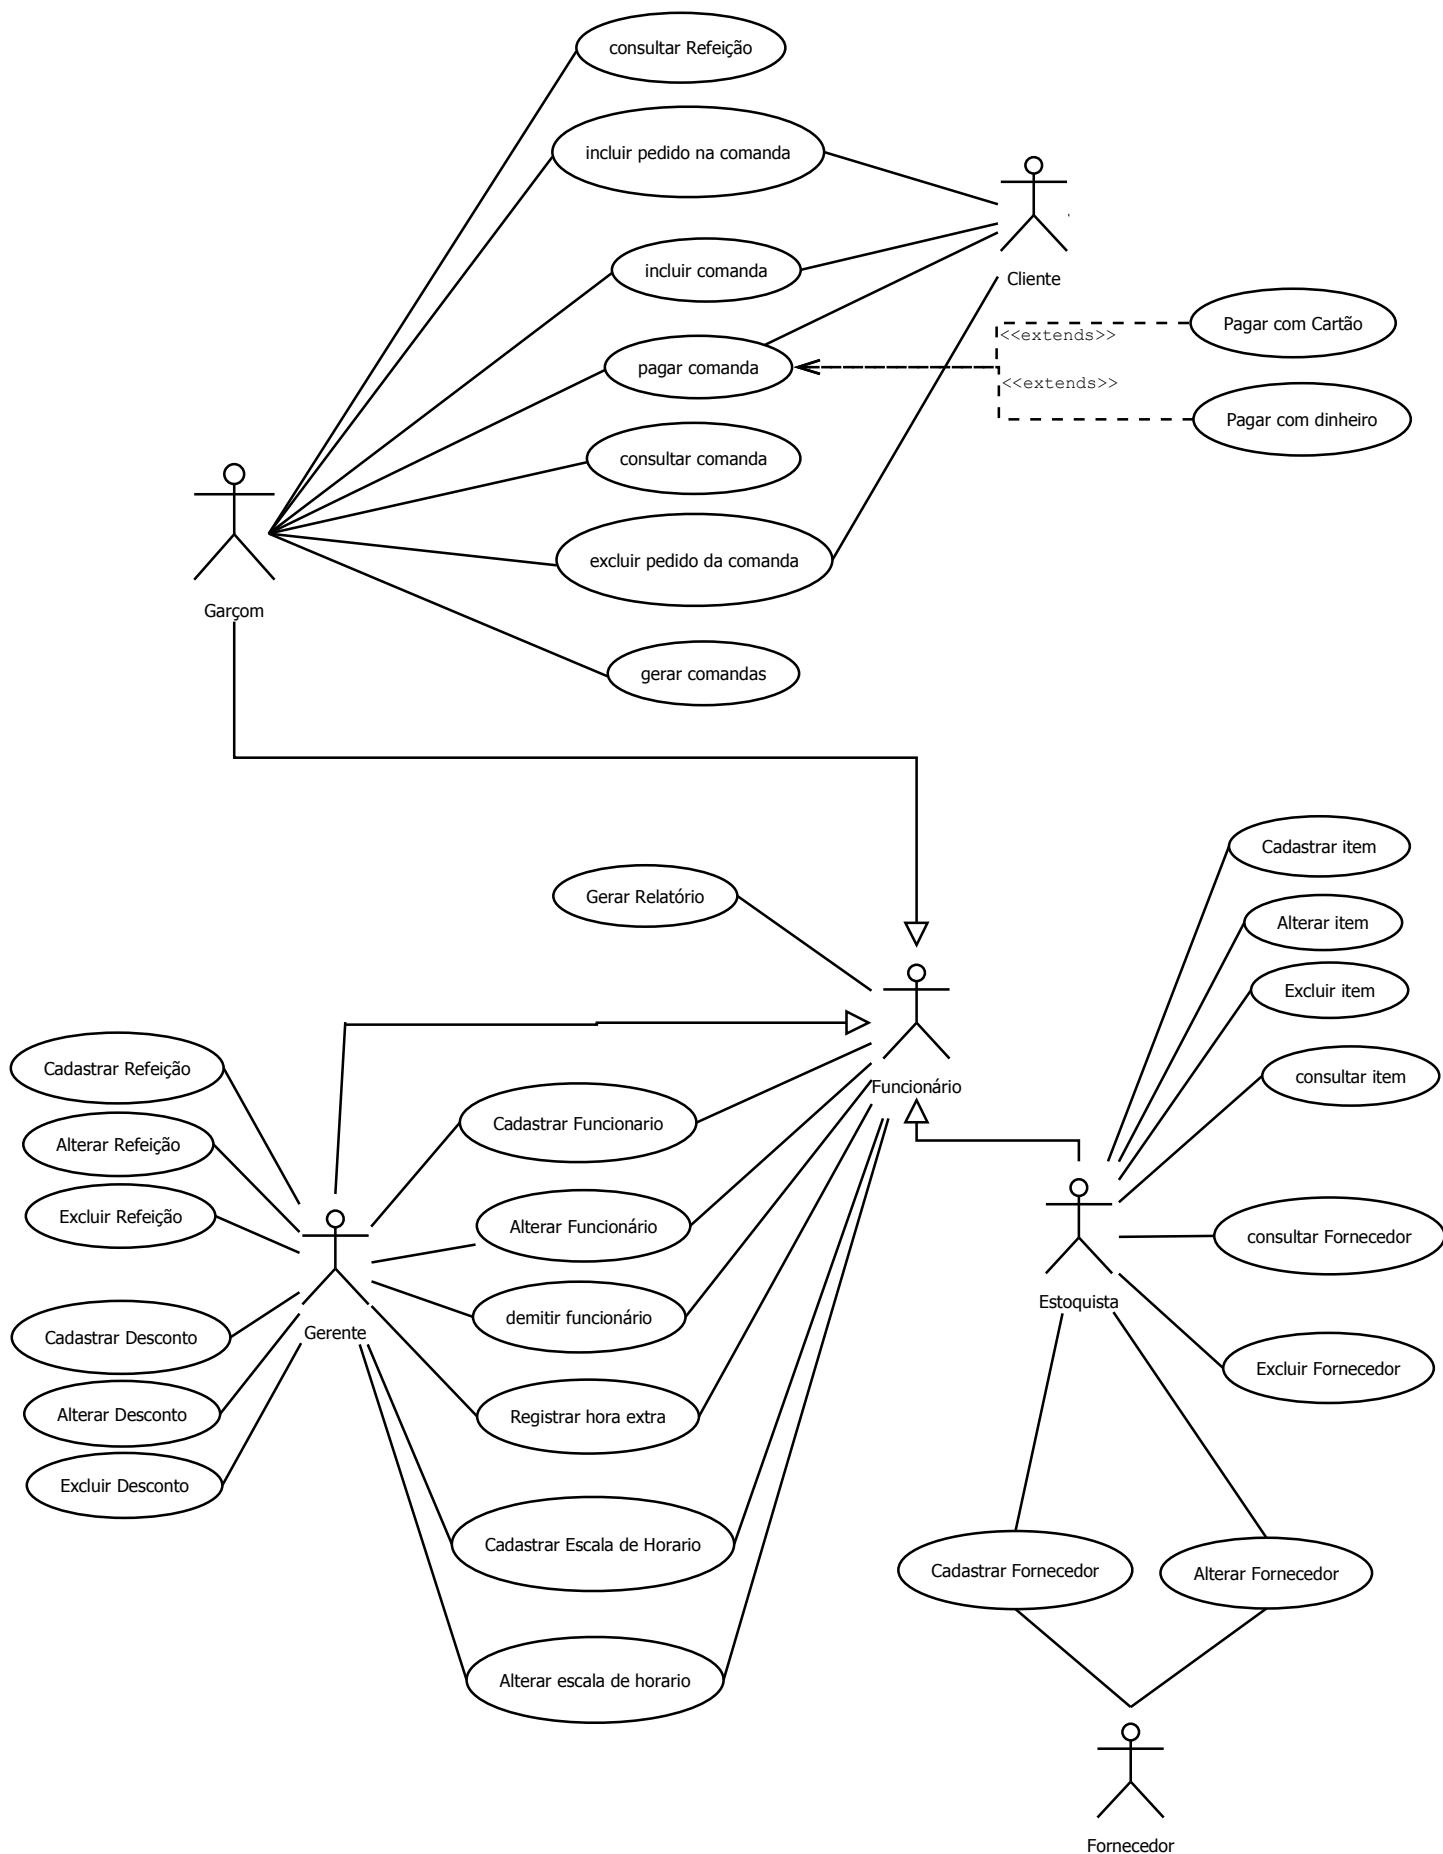 consultar Refeição
incluir pedido na comanda
incluir comanda
Cliente
Pagar com Cartão
<<extends>>
pagar comanda
<<extends>>
Pagar com dinheiro
consultar comanda
excluir pedido da comanda
Garçom
gerar comandas
Cadastrar item
Gerar Relatório
Alterar item
Excluir item
Cadastrar Refeição
consultar item
Funcionário
Cadastrar Funcionario
Alterar Refeição
Excluir Refeição
Alterar Funcionário
consultar Fornecedor
Estoquista
demitir funcionário
Cadastrar Desconto
Gerente
Excluir Fornecedor
Alterar Desconto
Registrar hora extra
Excluir Desconto
Cadastrar Escala de Horario
Cadastrar Fornecedor
Alterar Fornecedor
Alterar escala de horario
Fornecedor